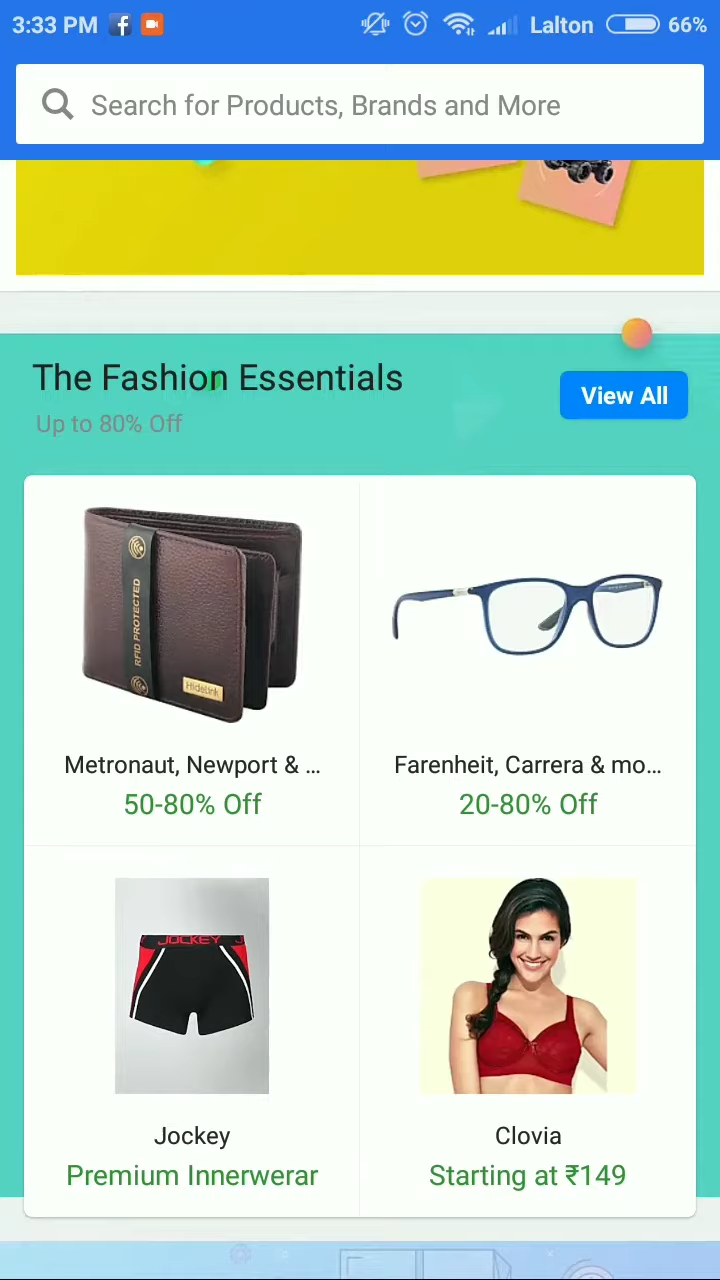 3:33 PM
Lalton
66%
Search for Products, Brands and More
The Fashion Essentials
Up to 80% Off
View All
RFID PROTECTED
HideLink
Metronaut, Newport & ...
50-80% Off
Farenheit, Carrera & mo...
20-80% Off
JOCKEY
Jockey
Premium Innerwerar
Clovia
Starting at ₹149